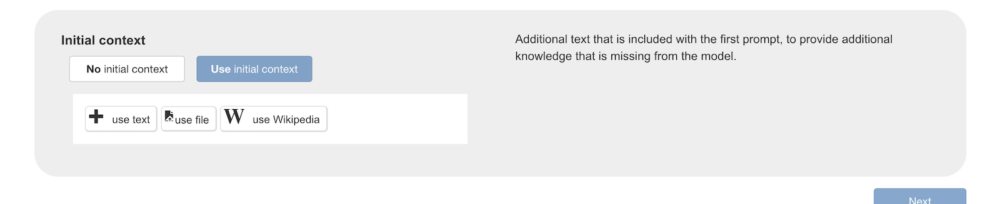 Initial context
No initial context
Use initial context
use text
use file
W use Wikipedia
Additional text that is included with the first prompt, to provide additional
knowledge that is missing from the model.
Next